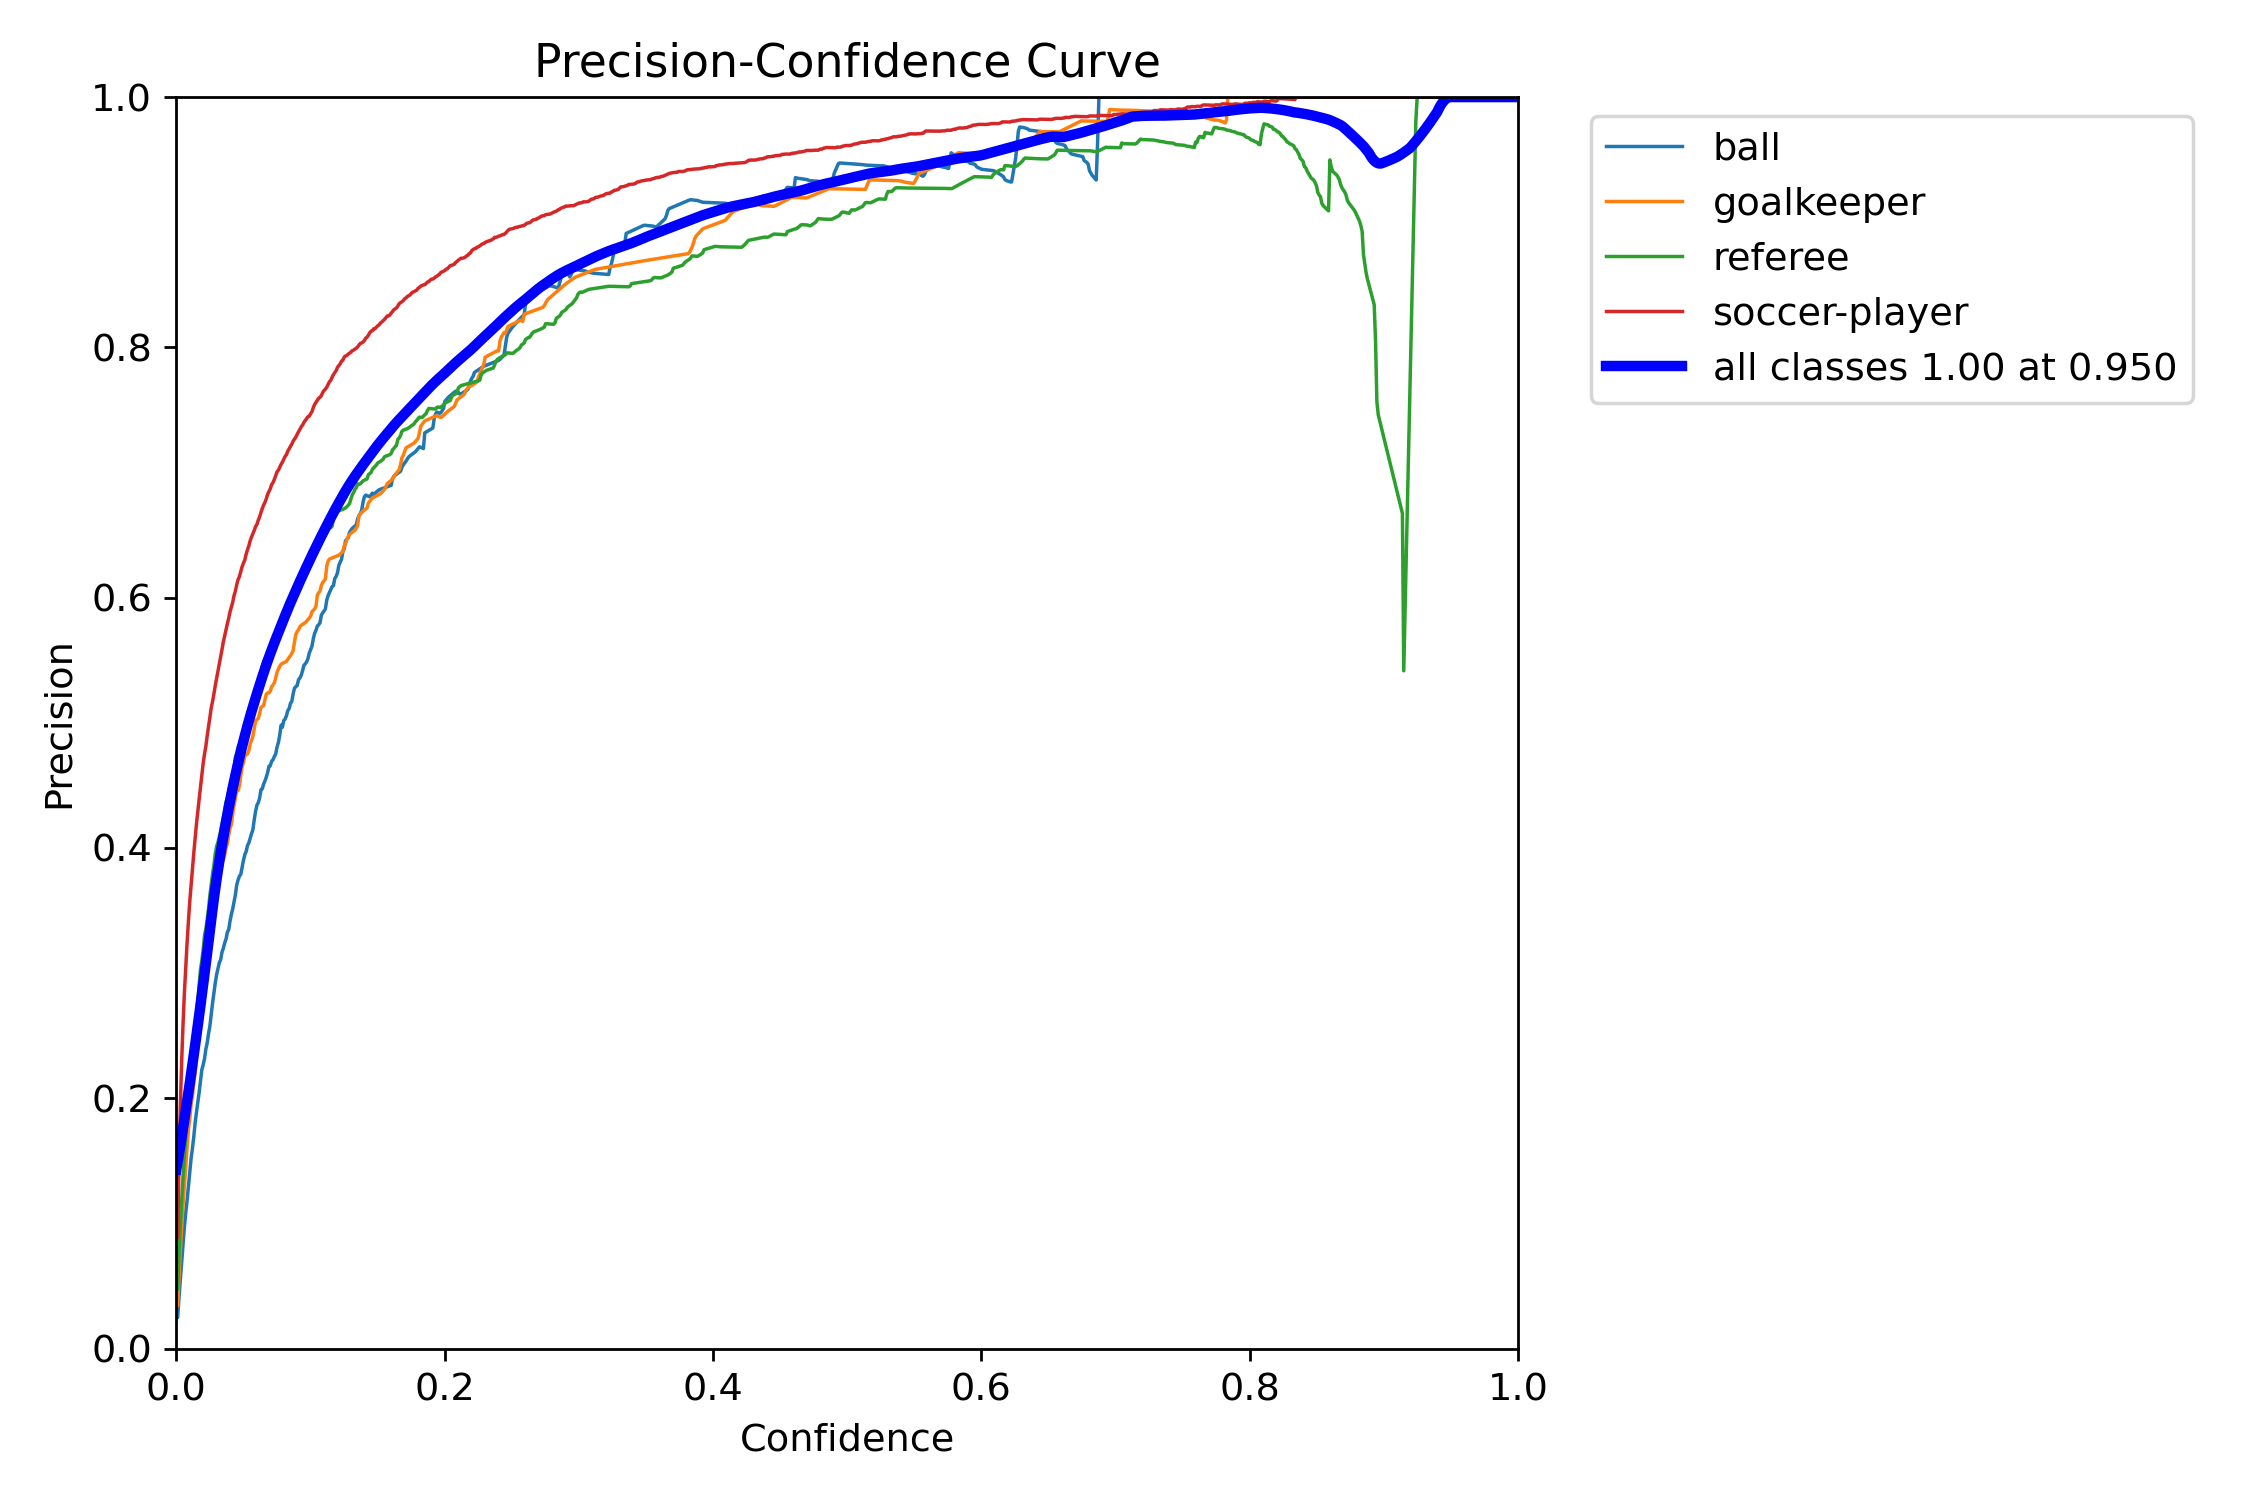 Precision-Confidence Curve
1.0
0.8
0.6
0.4
0.2
0.0
Precision
0.0 0.2 0.4 0.6 0.8 1.0
Confidence
ball
goalkeeper
referee
soccer-player
all classes 1.00 at 0.950